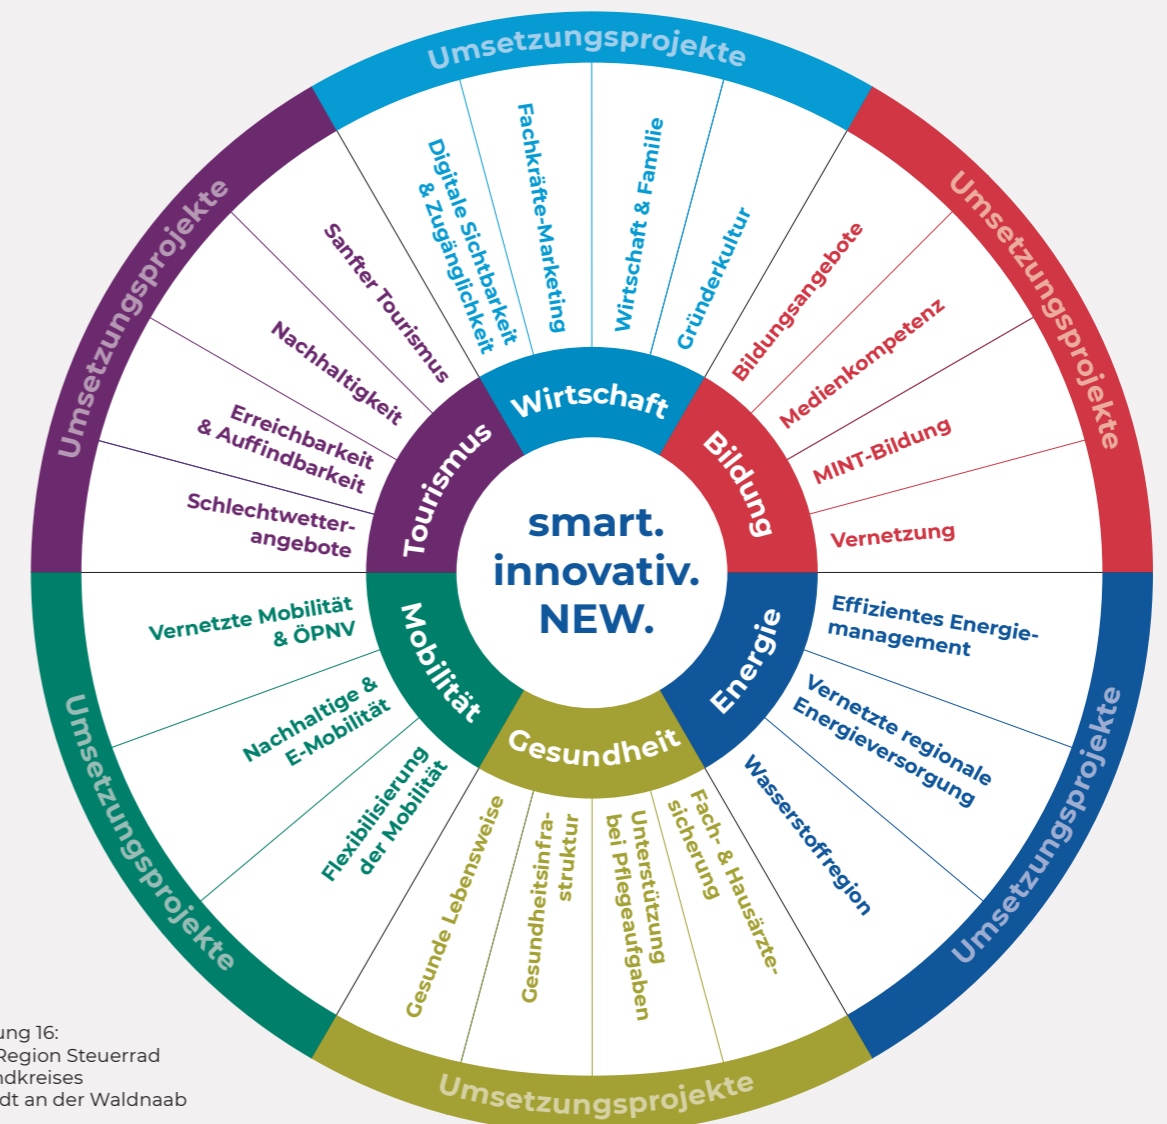 Umsetzungsprojekte
Digitale Sichtbarkeit
& Zugänglichkeit
Fachkräfte-Marketing
Wirtschaft & Familie
Gründerkultur
Wirtschaft
Umsetzungsprojekte
Bildungsangebote
Medienkompetenz
MINT-Bildung
Vernetzung
Bildung
Umsetzungsprojekte
Effizientes Energie-
management
Vernetzte regionale
Energieversorgung
Wasserstoffregion
Energie
Umsetzungsprojekte
Fach- & Hausärzte-
sicherung
Unterstützung
bei Pflegeaufgaben
Gesundheitsinfra-
struktur
Gesunde Lebensweise
Gesundheit
Umsetzungsprojekte
Flexibilisierung
der Mobilität
Nachhaltige &
E-Mobilität
Vernetzte Mobilität
& ÖPNV
Mobilität
Umsetzungsprojekte
Schlechtwetter-
angebote
Erreichbarkeit
& Auffindbarkeit
Nachhaltigkeit
Sanfter Tourismus
Tourismus
smart.
innovativ.
NEW.
ung 16:
Region Steuerrad
ndkreises
dt an der Waldnaab